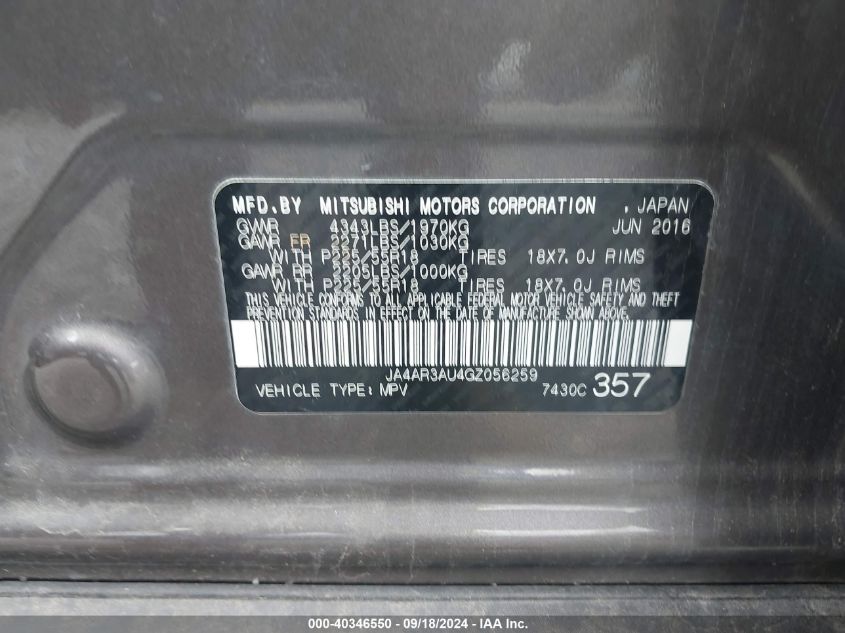 MFD.BY MITSUBISHI MOTORS CORPORATION , JAPAN
GVWR 4343LBS/1970KG JUN 2016
GAWR FR 2271LBS/1030KG
WITH P225/55R18 TIRES 18X7.0J RIMS
GAWR RR 2205LBS/1000KG
WITH P225/55R18 TIRES 18X7.0J RIMS
THIS VEHICLE CONFORMS TO ALL APPLICABLE FEDERAL MOTOR VEHICLE SAFETY AND THEFT
PREVENTION STANDARDS IN EFFECT ON THE DATE OF MANUFACTURE SHOWN ABOVE.
JA4AR3AU4GZ056259
VEHICLE TYPE: MPV 7430C 357
000-40346550 - 09/18/2024 - IAA Inc.